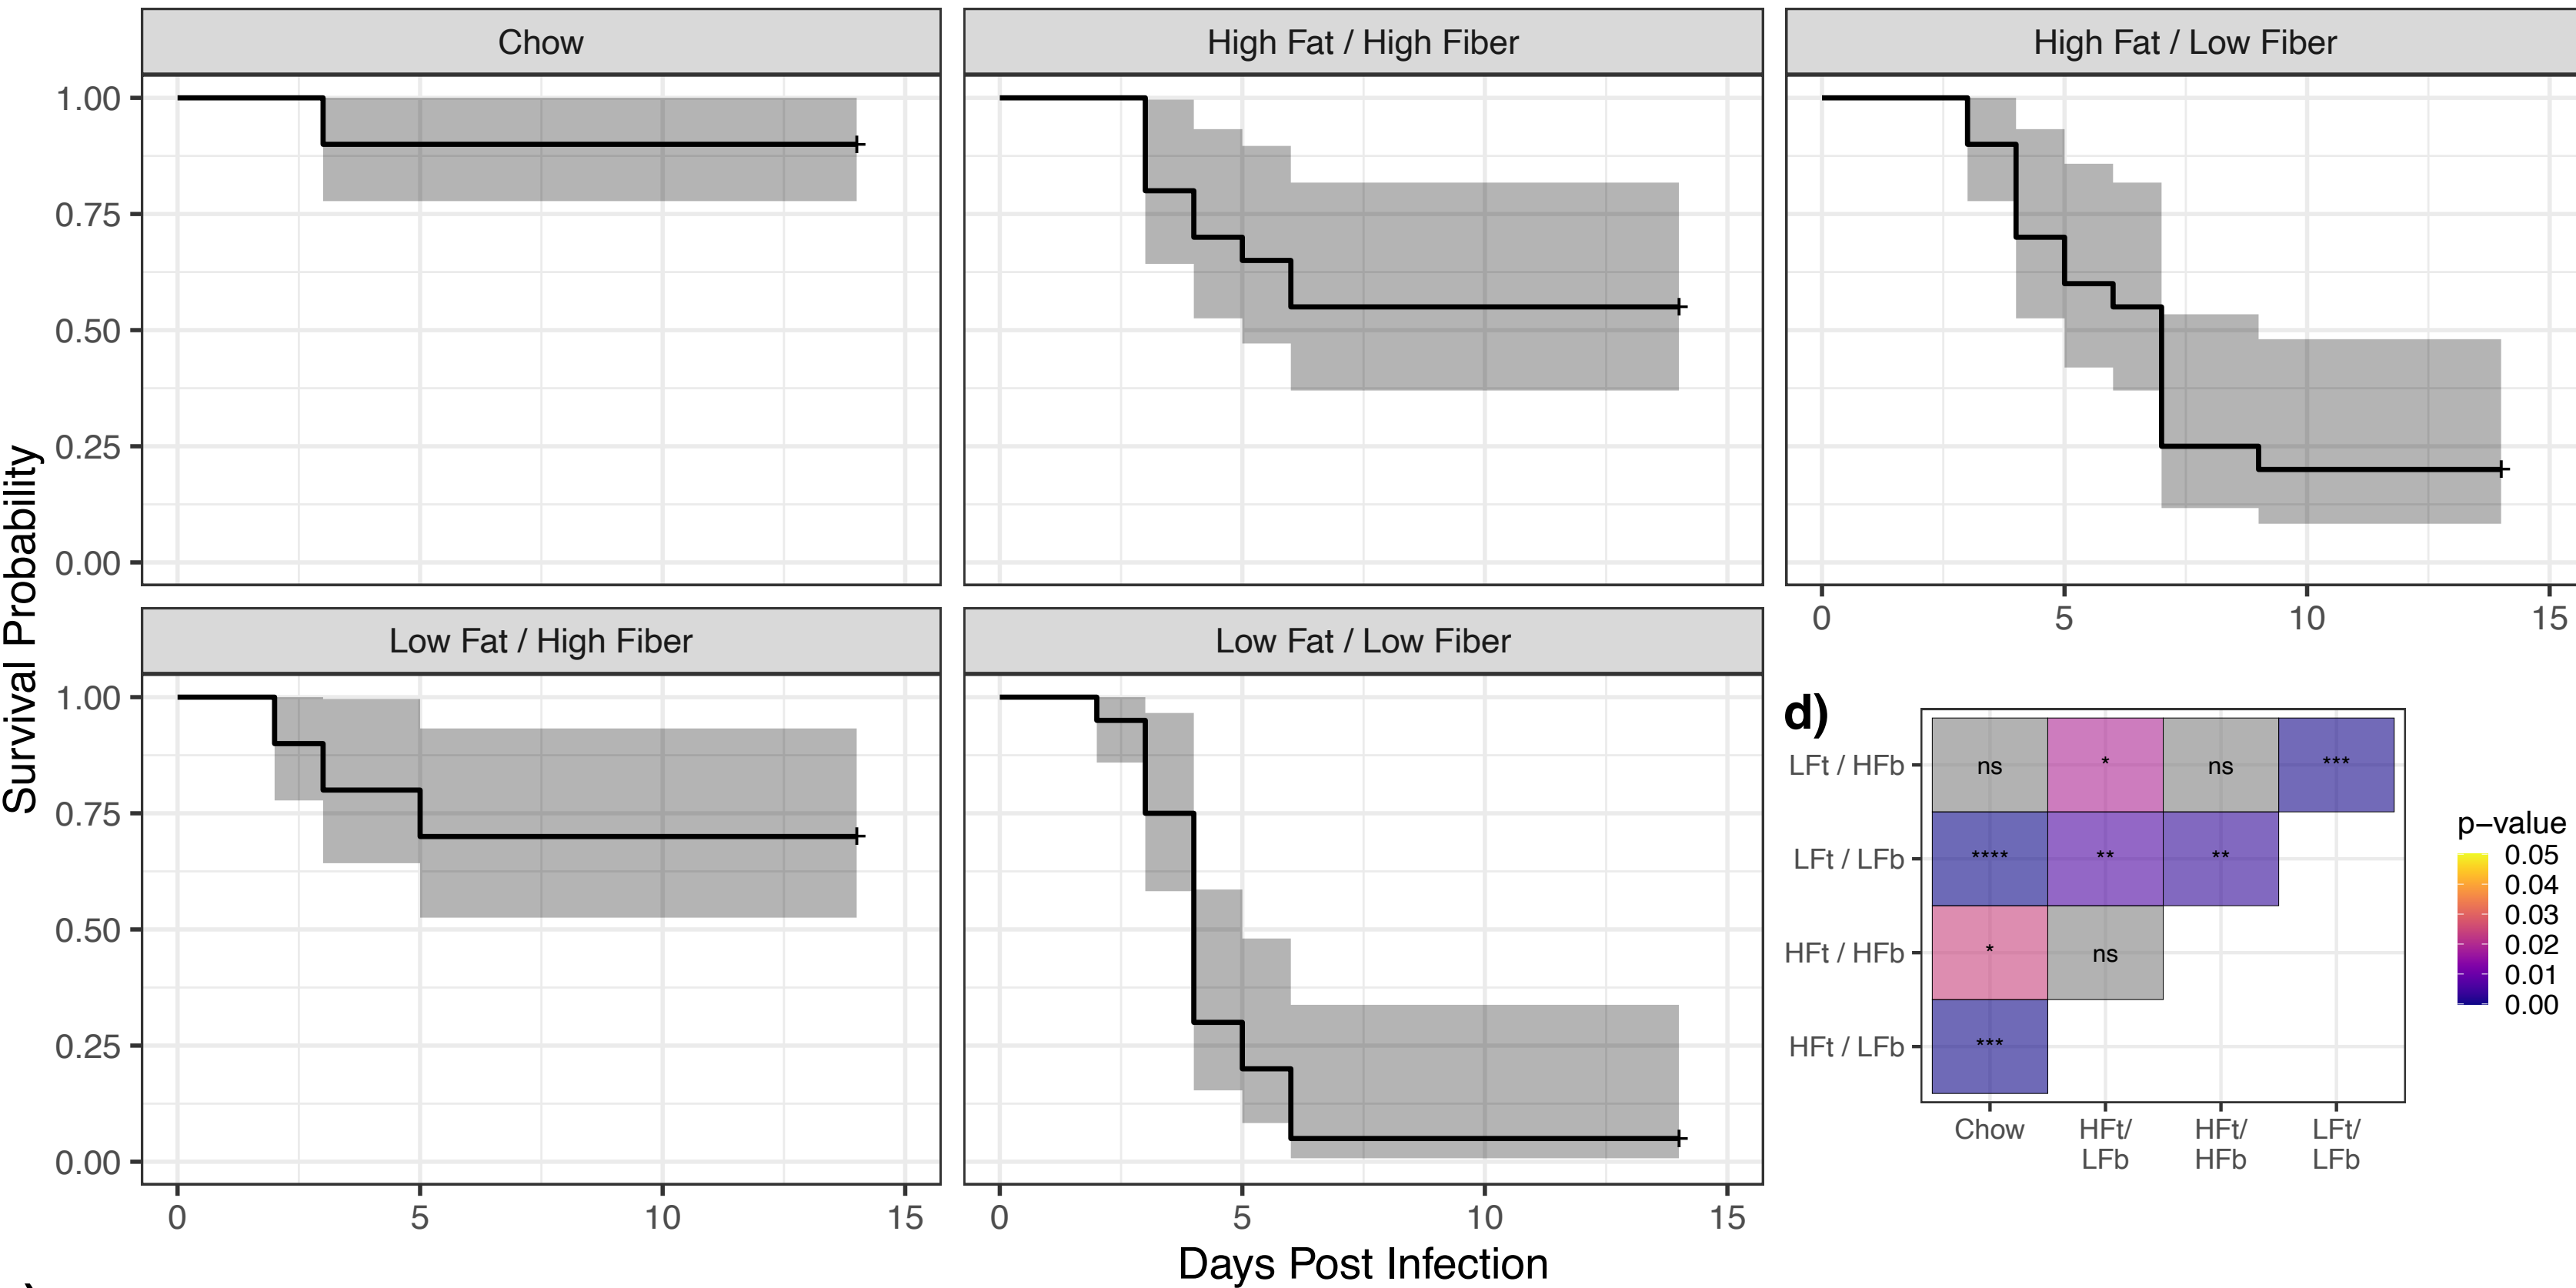 Chow
High Fat / High Fiber
High Fat / Low Fiber
Survival Probability
1.00
0.75
0.50
0.25
0.00
0 5 10 15
Low Fat / High Fiber
Low Fat / Low Fiber
1.00
0.75
0.50
0.25
0.00
0 5 10 15
0 5 10 15
Days Post Infection
d)
LFt / HFb ns * ns ***
LFt / LFb **** ** **
HFt / HFb * ns
HFt / LFb ***
Chow HFt/ HFt/ LFt/
LFb HFb LFb
p−value
0.05
0.04
0.03
0.02
0.01
0.00